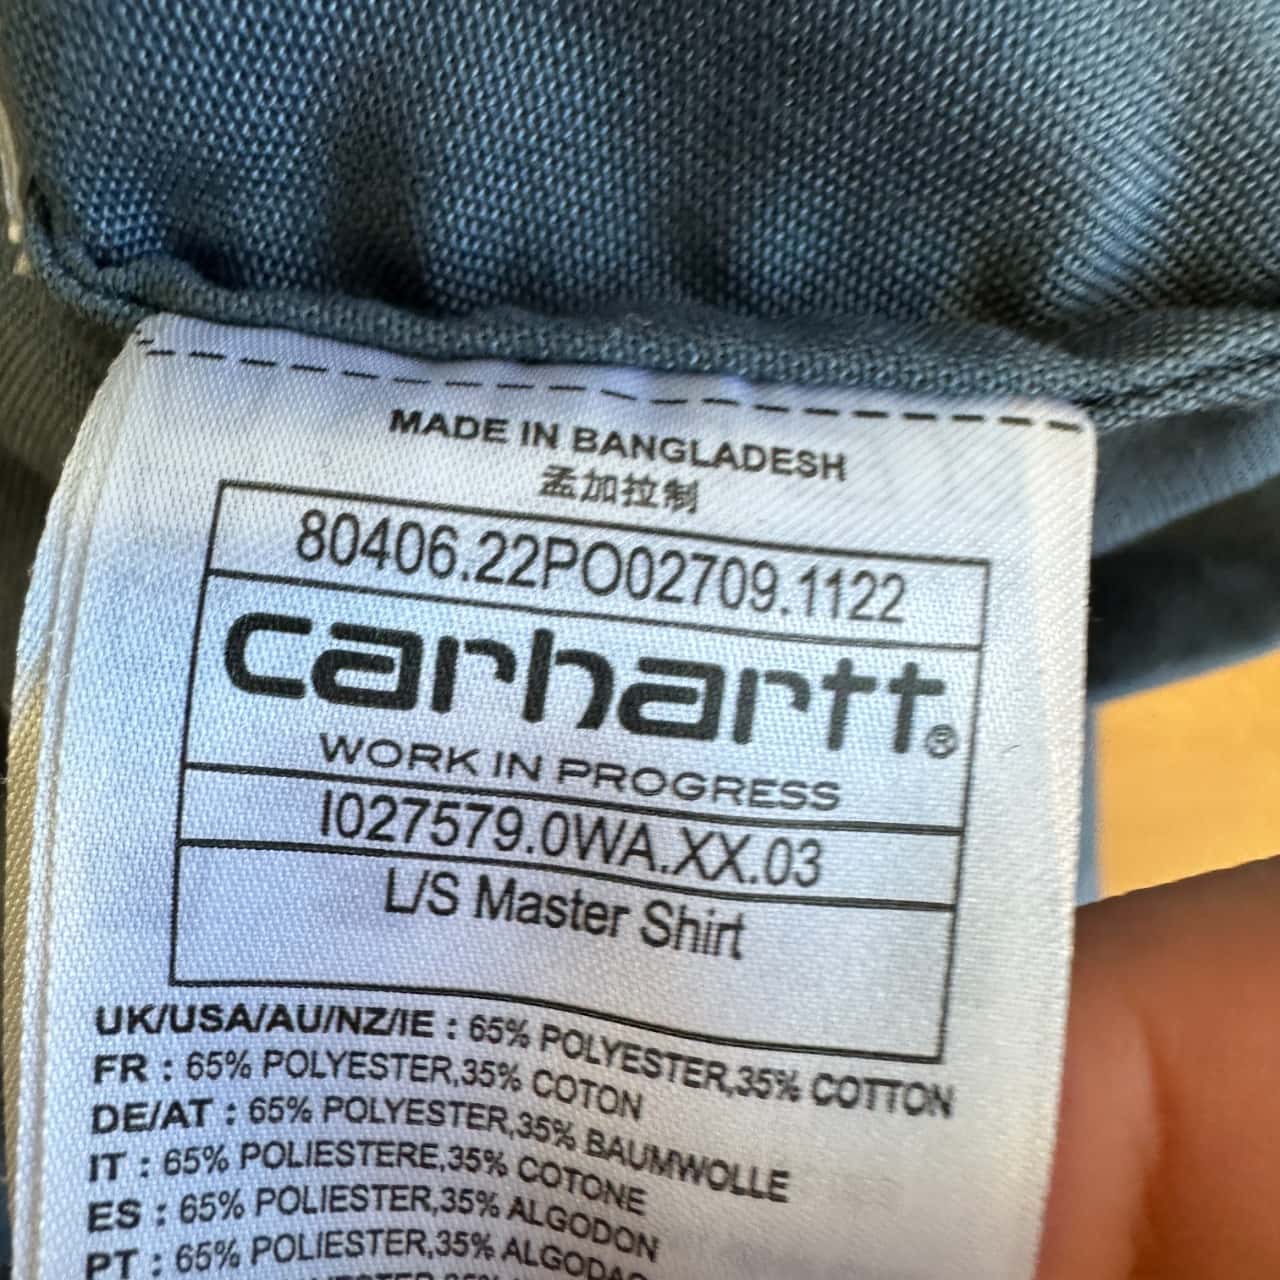 MADE IN BANGLADESH
孟加拉制
80406.22PO02709.1122
carhartt®
WORK IN PROGRESS
I027579.0WA.XX.03
L/S Master Shirt
UK/USA/AU/NZ/IE : 65% POLYESTER,35% COTTON
FR : 65% POLYESTER,35% COTON
DE/AT : 65% POLYESTER,35% BAUMWOLLE
IT : 65% POLIESTERE,35% COTONE
ES : 65% POLIESTER,35% ALGODON
PT : 65% POLIESTER,35% ALGODAO